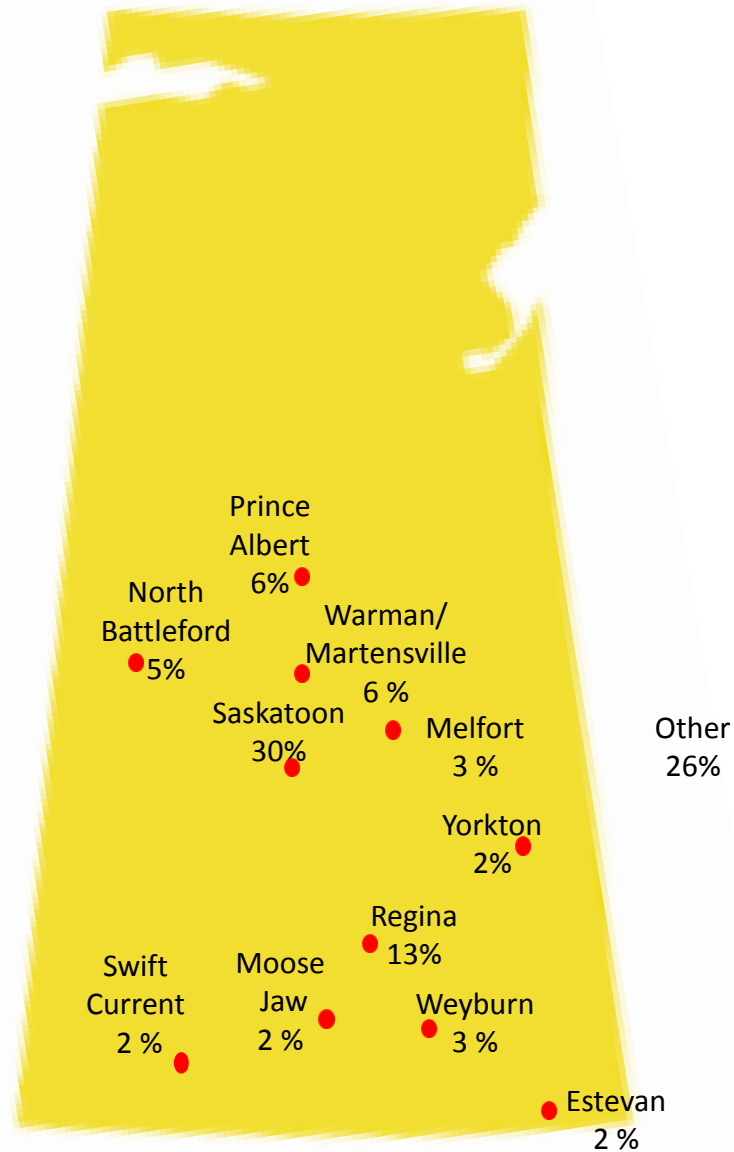 Prince
Albert
6%
North
Battleford
5%
Warman/
Martensville
6 %
Saskatoon
30%
Melfort
3 %
Other
26%
Yorkton
2%
Regina
13%
Swift
Current
2 %
Moose
Jaw
2 %
Weyburn
3 %
Estevan
2 %